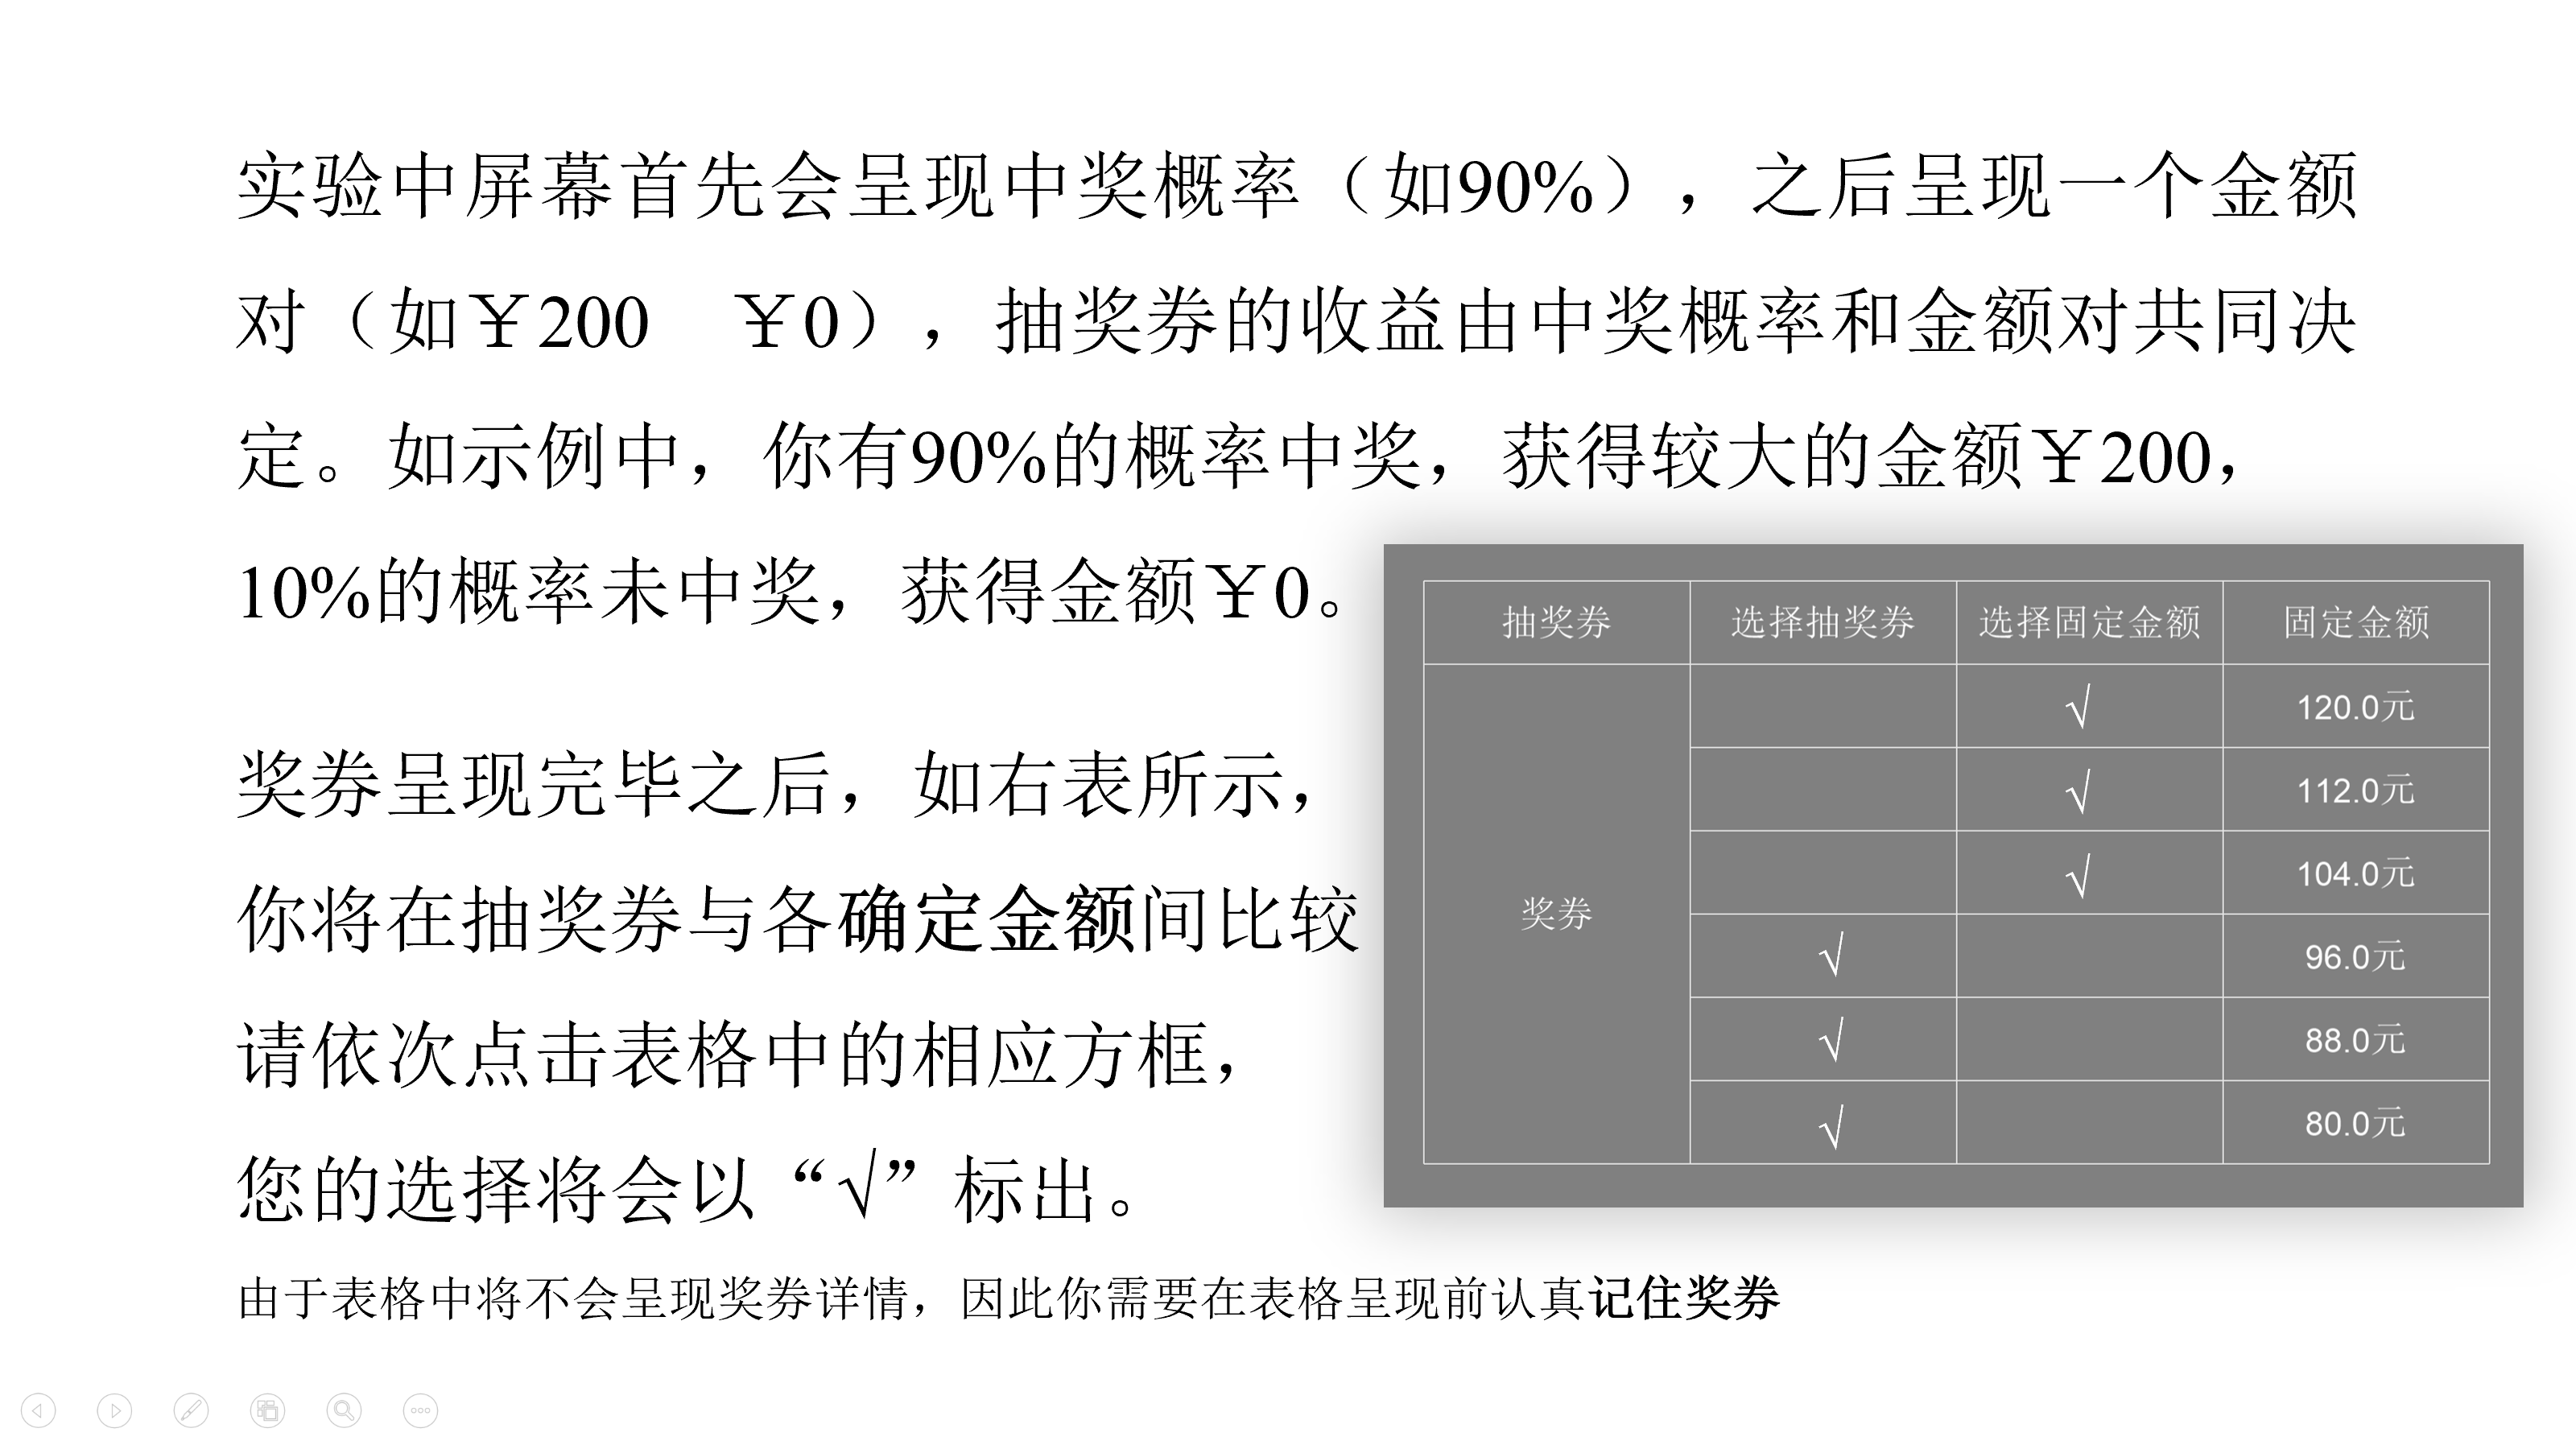 实验中屏幕首先会呈现中奖概率（如90%），之后呈现一个金额
对（如￥200　￥0），抽奖券的收益由中奖概率和金额对共同决
定。如示例中，你有90%的概率中奖，获得较大的金额￥200，
10%的概率未中奖，获得金额￥0。
奖券呈现完毕之后，如右表所示，
你将在抽奖券与各确定金额间比较
请依次点击表格中的相应方框，
您的选择将会以“√”标出。
抽奖券 选择抽奖券 选择固定金额 固定金额
√ 120.0元
√ 112.0元
√ 104.0元
奖券
√ 96.0元
√ 88.0元
√ 80.0元
由于表格中将不会呈现奖券详情，因此你需要在表格呈现前认真记住奖券